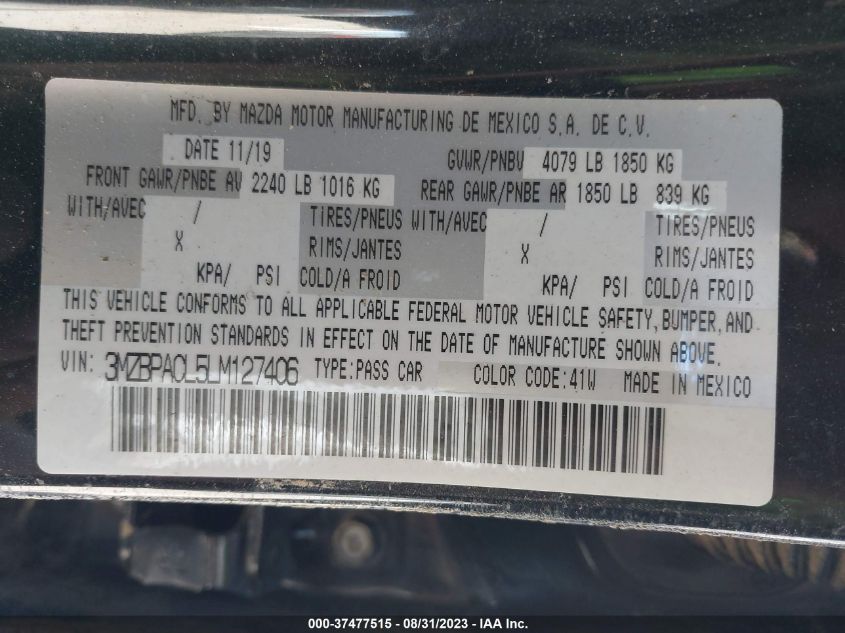 MFD. BY MAZDA MOTOR MANUFACTURING DE MEXICO S.A. DE C.V.
DATE 11/19 GVWR/PNBV 4079 LB 1850 KG
FRONT GAWR/PNBE AV 2240 LB 1016 KG REAR GAWR/PNBE AR 1850 LB 839 KG
WITH/AVEC / TIRES/PNEUS WITH/AVEC / TIRES/PNEUS
X RIMS/JANTES X RIMS/JANTES
KPA/ PSI COLD/A FROID KPA/ PSI COLD/A FROID
THIS VEHICLE CONFORMS TO ALL APPLICABLE FEDERAL MOTOR VEHICLE SAFETY, BUMPER, AND
THEFT PREVENTION STANDARDS IN EFFECT ON THE DATE OF MANUFACTURE SHOWN ABOVE.
VIN: 3MZBPACL5LM127406 TYPE:PASS CAR COLOR CODE:41W MADE IN MEXICO
000-37477515 - 08/31/2023 - © IAA, Inc.